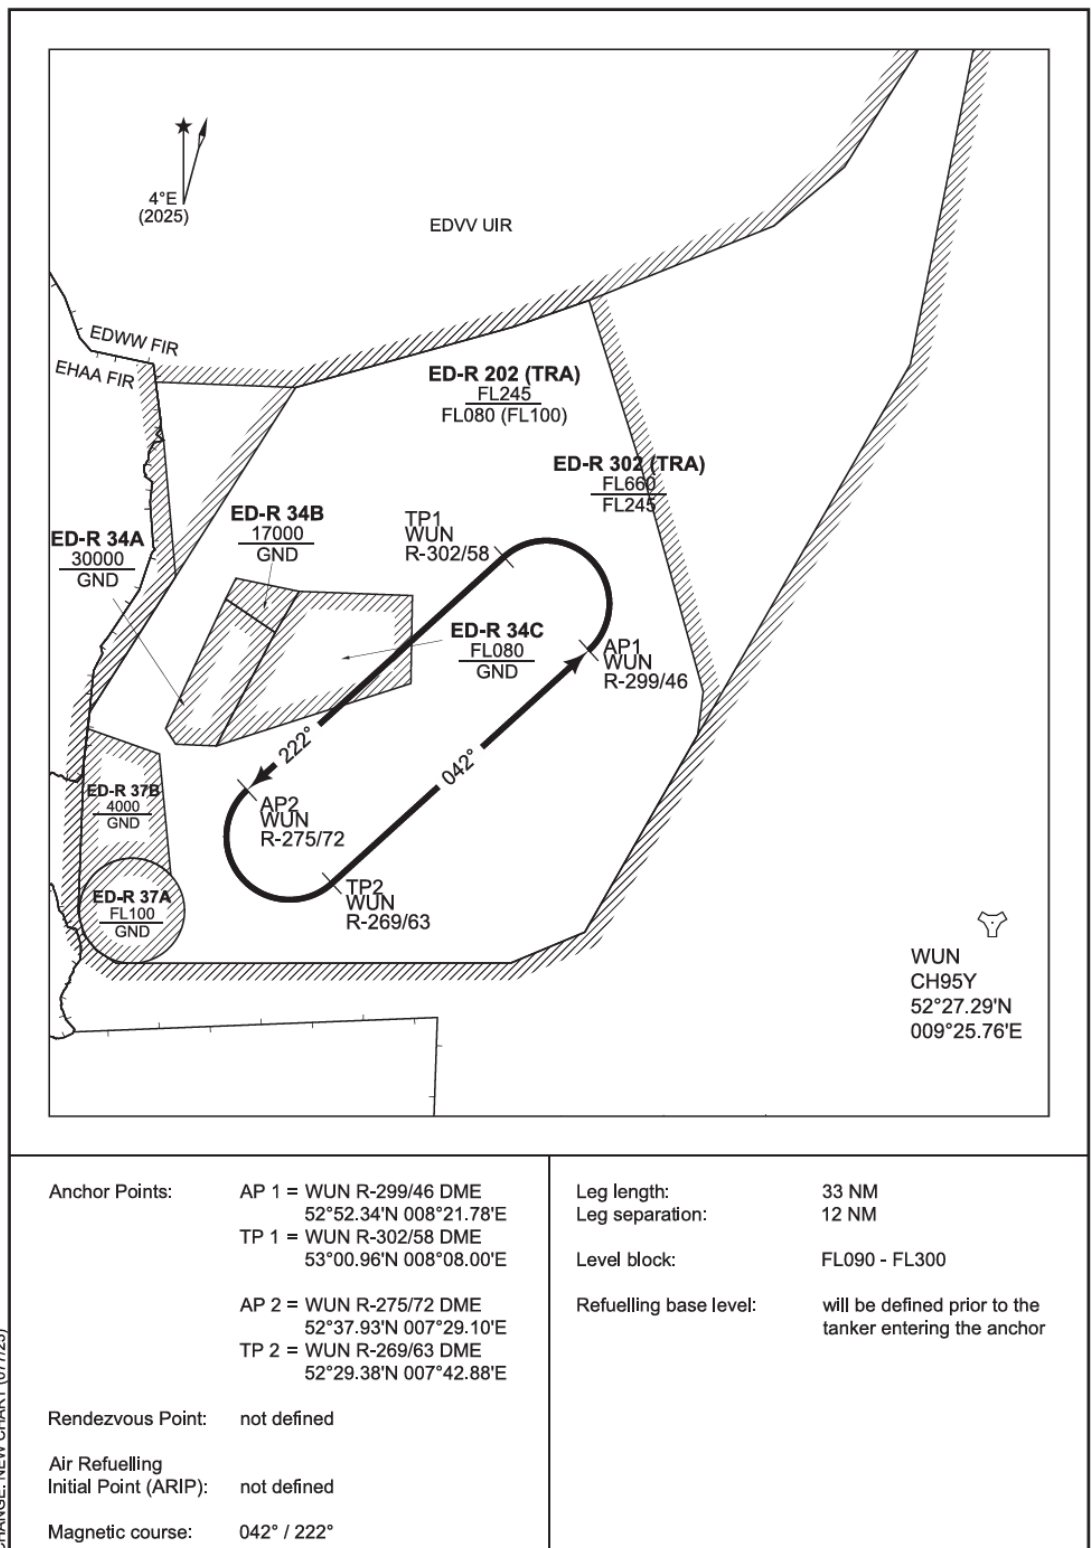 4°E
(2025)
EDVV UIR
EDWW FIR
EHAA FIR
ED-R 202 (TRA)
FL245
FL080 (FL100)
ED-R 302 (TRA)
FL660
FL245
ED-R 34B
17000
GND
ED-R 34A
30000
GND
TP1
WUN
R-302/58
ED-R 34C
FL080
GND
AP1
WUN
R-299/46
222°
042°
ED-R 37B
4000
GND
AP2
WUN
R-275/72
ED-R 37A
FL100
GND
TP2
WUN
R-269/63
WUN
CH95Y
52°27.29'N
009°25.76'E
Anchor Points: AP 1 = WUN R-299/46 DME
52°52.34'N 008°21.78'E
TP 1 = WUN R-302/58 DME
53°00.96'N 008°08.00'E
AP 2 = WUN R-275/72 DME
52°37.93'N 007°29.10'E
TP 2 = WUN R-269/63 DME
52°29.38'N 007°42.88'E
Rendezvous Point: not defined
Air Refuelling
Initial Point (ARIP): not defined
Magnetic course: 042° / 222°
Leg length: 33 NM
Leg separation: 12 NM
Level block: FL090 - FL300
Refuelling base level: will be defined prior to the
tanker entering the anchor
NEW CHART